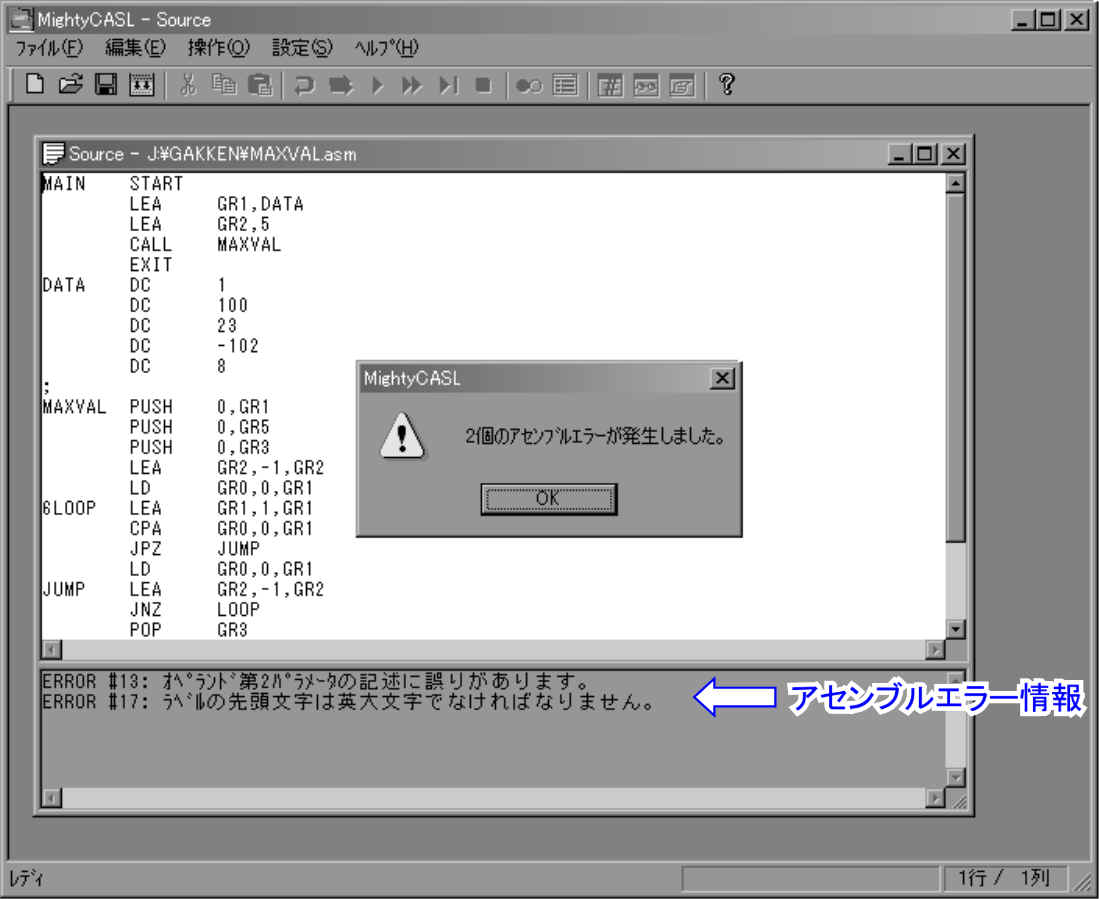 MightyCASL - Source
ファイル(F) 編集(E) 操作(O) 設定(S) ヘルプ(H)
Source - J¥GAKKEN¥MAXVAL.asm
MAIN START
LEA GR1,DATA
LEA GR2,5
CALL MAXVAL
EXIT
DATA DC 1
DC 100
DC 23
DC -102
DC 8
;
MAXVAL PUSH 0,GR1
PUSH 0,GR5
PUSH 0,GR3
LEA GR2,-1,GR2
LD GR0,0,GR1
6LOOP LEA GR1,1,GR1
CPA GR0,0,GR1
JPZ JUMP
LD GR0,0,GR1
JUMP LEA GR2,-1,GR2
JNZ LOOP
POP GR3
MightyCASL
2個のアセンブルエラーが発生しました。
OK
ERROR #13: オペランド第2パラメータの記述に誤りがあります。
ERROR #17: ラベルの先頭文字は英大文字でなければなりません。
アセンブルエラー情報
レディ
1行 / 1列